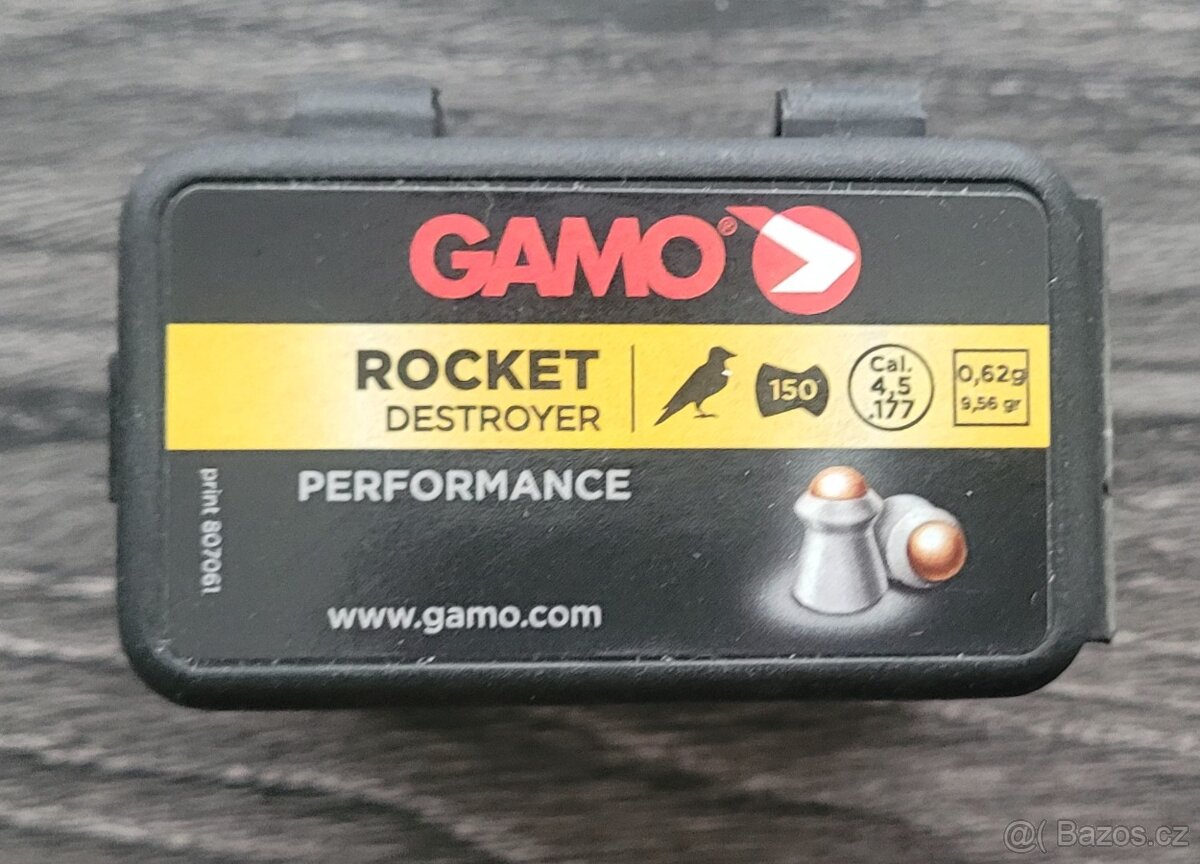 GAMO®
ROCKET
DESTROYER
150
Cal.
4,5
.177
0,62g
9,56 gr
PERFORMANCE
print 807061
www.gamo.com
@( Bazos.cz